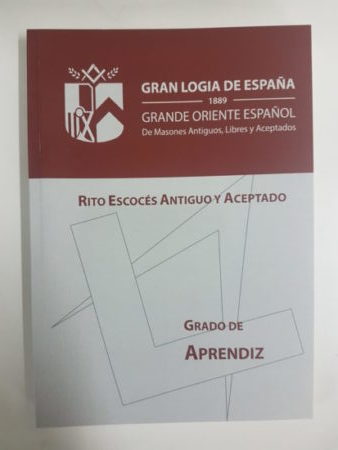 GRAN LOGIA DE ESPAÑA
1889
GRANDE ORIENTE ESPAÑOL
De Masones Antiguos, Libres y Aceptados
RITO ESCOCÉS ANTIGUO Y ACEPTADO
GRADO DE
APRENDIZ